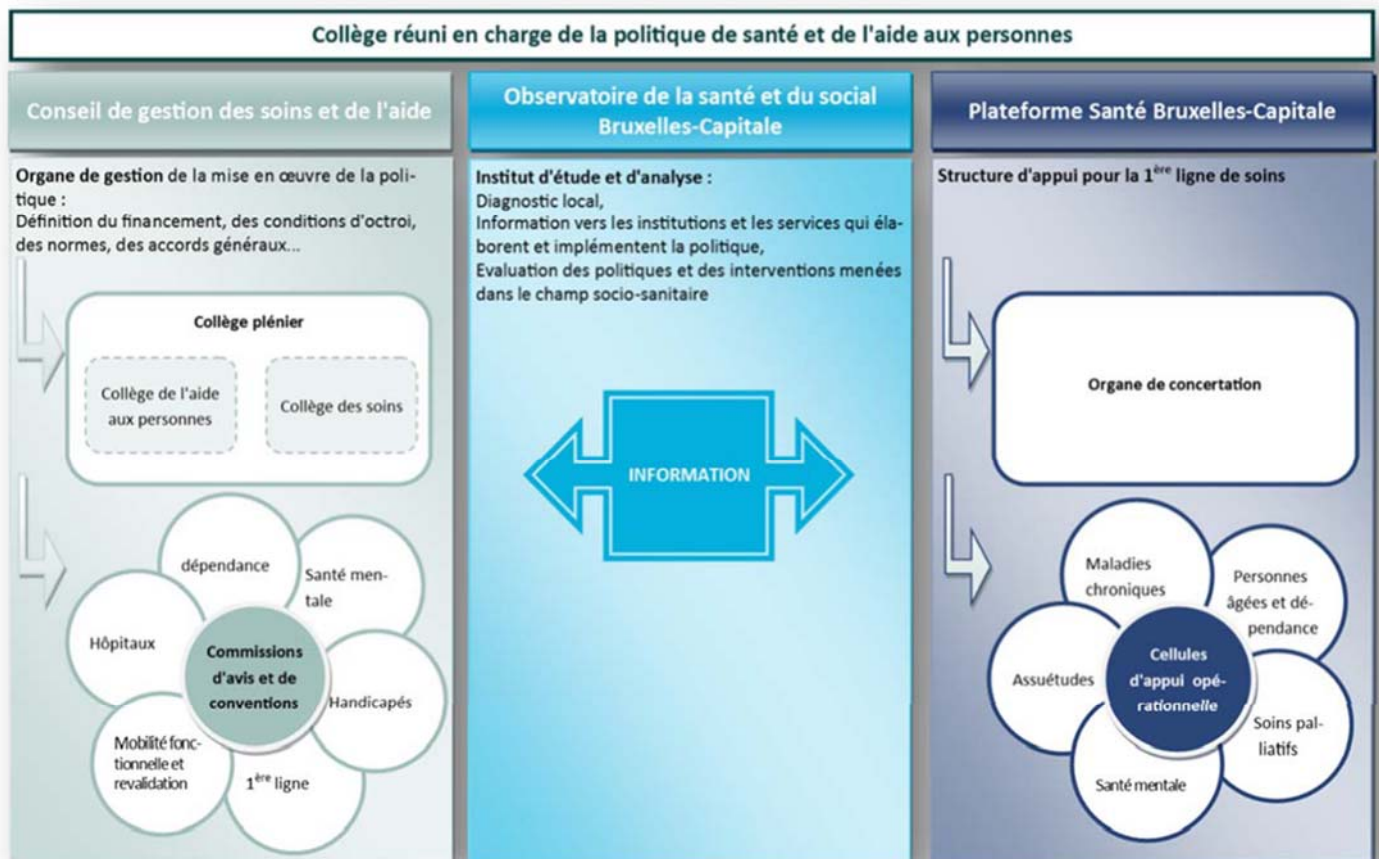 Collège réuni en charge de la politique de santé et de l'aide aux personnes
Conseil de gestion des soins et de l'aide
Organe de gestion de la mise en œuvre de la poli-
tique :
Définition du financement, des conditions d'octroi,
des normes, des accords généraux...
Collège plénier
Collège de l'aide
aux personnes
Collège des soins
dépendance
Santé men-
tale
Hôpitaux
Commissions
d'avis et de
conventions
Handicapés
Mobilité fonc-
tionnelle et
revalidation
1ère ligne
Observatoire de la santé et du social
Bruxelles-Capitale
Institut d'étude et d'analyse :
Diagnostic local,
Information vers les institutions et les services qui éla-
borent et implémentent la politique,
Evaluation des politiques et des interventions menées
dans le champ socio-sanitaire
INFORMATION
Plateforme Santé Bruxelles-Capitale
Structure d'appui pour la 1ère ligne de soins
Organe de concertation
Maladies
chroniques
Personnes
âgées et dé-
pendance
Assuétudes
Cellules
d'appui opé-
rationnelle
Soins pal-
liatifs
Santé mentale